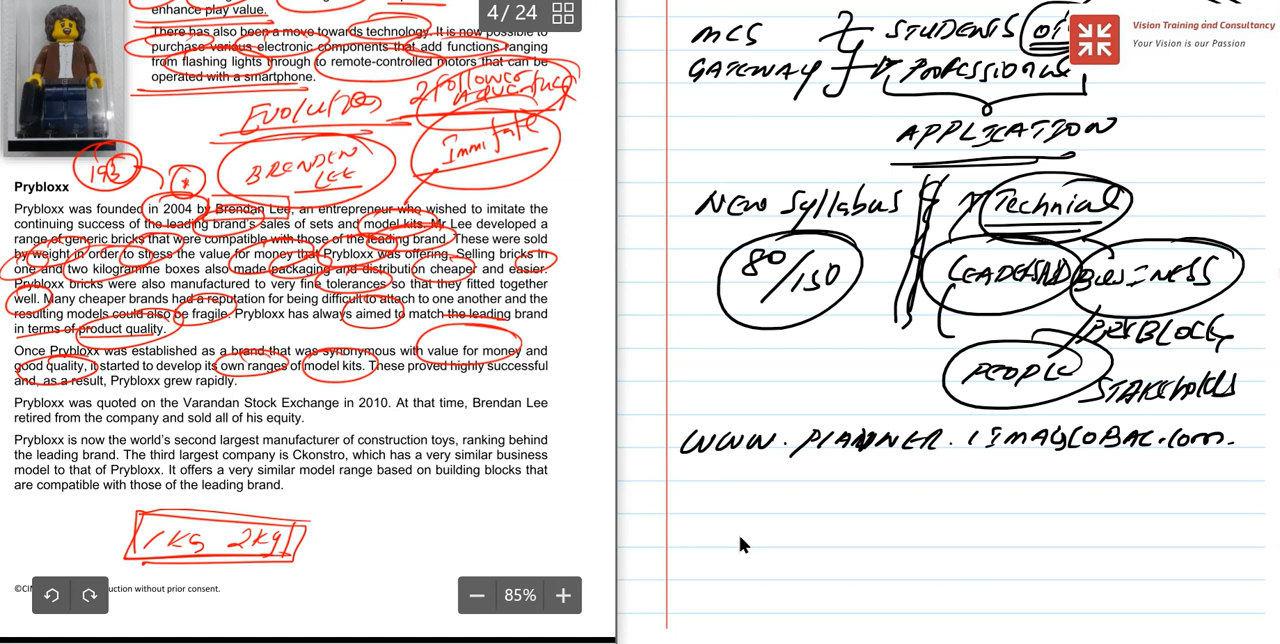 enhance play value.
4 / 24
There has also been a move towards technology. It is now possible to
purchase various electronic components that add functions ranging
from flashing lights through to remote-controlled motors that can be
operated with a smartphone.
EVOLUTION
2 FOLLOWER
ADVENTURE
BRENDEN
LEE
Immitate
193
Prybloxx
Prybloxx was founded in 2004 by Brendan Lee, an entrepreneur who wished to imitate the
continuing success of the leading brand's sales of sets and model kits. Mr Lee developed a
range of generic bricks that were compatible with those of the leading brand. These were sold
by weight in order to stress the value for money that Prybloxx was offering. Selling bricks in
one and two kilogramme boxes also made packaging and distribution cheaper and easier.
Prybloxx bricks were also manufactured to very fine tolerances so that they fitted together
well. Many cheaper brands had a reputation for being difficult to attach to one another and the
resulting models could also be fragile. Prybloxx has always aimed to match the leading brand
in terms of product quality.
Once Prybloxx was established as a brand that was synonymous with value for money and
good quality, it started to develop its own ranges of model kits. These proved highly successful
and, as a result, Prybloxx grew rapidly.
Prybloxx was quoted on the Varandan Stock Exchange in 2010. At that time, Brendan Lee
retired from the company and sold all of his equity.
Prybloxx is now the world's second largest manufacturer of construction toys, ranking behind
the leading brand. The third largest company is Ckonstro, which has a very similar business
model to that of Prybloxx. It offers a very similar model range based on building blocks that
are compatible with those of the leading brand.
1KG 2KG
©CI
uction without prior consent.
85%
MCS
STUDENTS
GATEWAY
PROFESSIONALS
APPLICATION
NEW Syllabus
Technical
80/150
LEADERSHIP
BUSINESS
PRYBLOCX
PEOPLE
STAKEHOLDERS
WWW.PLANNER.CIMAGLOBAL.COM.
Vision Training and Consultancy
Your Vision is our Passion